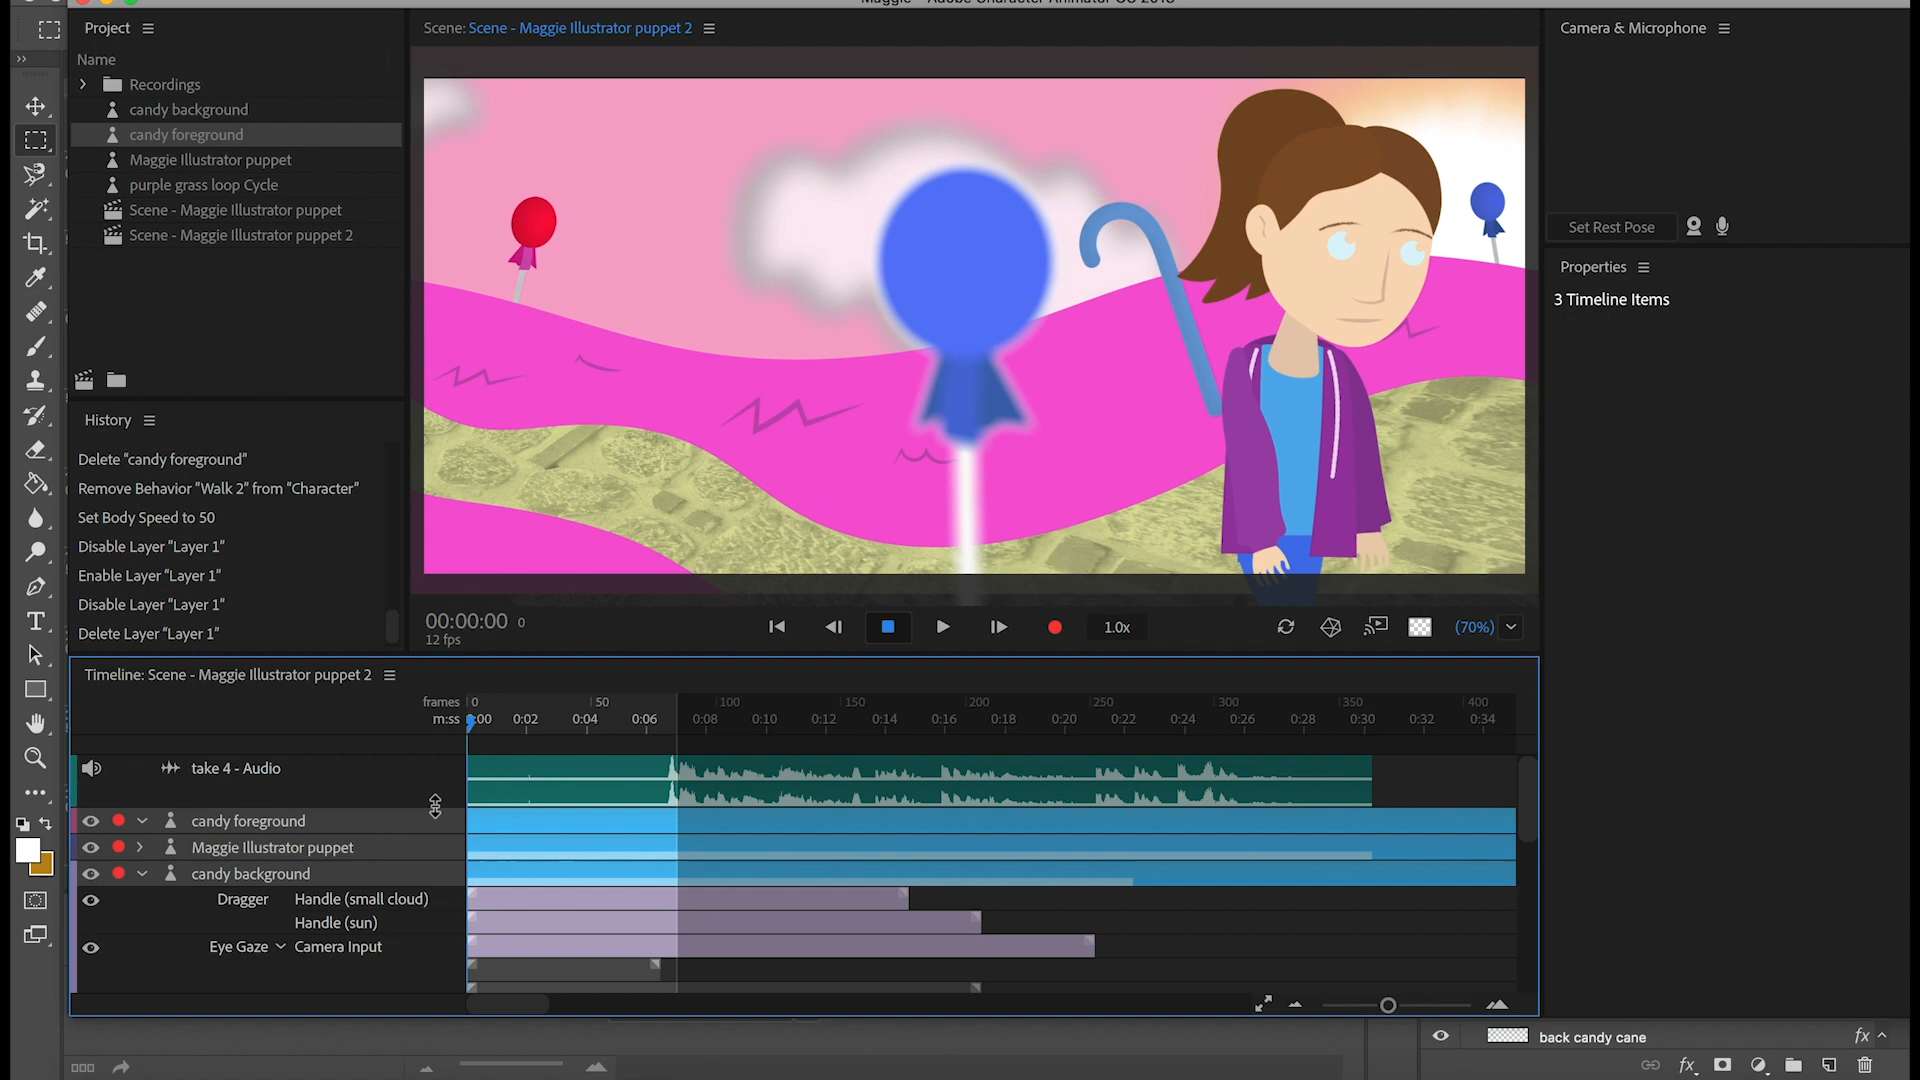 Project
Name
Recordings
candy background
candy foreground
Maggie Illustrator puppet
purple grass loop Cycle
Scene - Maggie Illustrator puppet
Scene - Maggie Illustrator puppet 2
History
Delete "candy foreground"
Remove Behavior "Walk 2" from "Character"
Set Body Speed to 50
Disable Layer "Layer 1"
Enable Layer "Layer 1"
Disable Layer "Layer 1"
Delete Layer "Layer 1"
Scene: Scene - Maggie Illustrator puppet 2
00:00:00 0
12 fps
1.0x
(70%)
Camera & Microphone
Set Rest Pose
Properties
3 Timeline Items
Timeline: Scene - Maggie Illustrator puppet 2
frames 0 50 100 150 200 250 300 350 400
m:ss 0:00 0:02 0:04 0:06 0:08 0:10 0:12 0:14 0:16 0:18 0:20 0:22 0:24 0:26 0:28 0:30 0:32 0:34
take 4 - Audio
candy foreground
Maggie Illustrator puppet
candy background
Dragger Handle (small cloud)
Handle (sun)
Eye Gaze Camera Input
back candy cane fx
fx